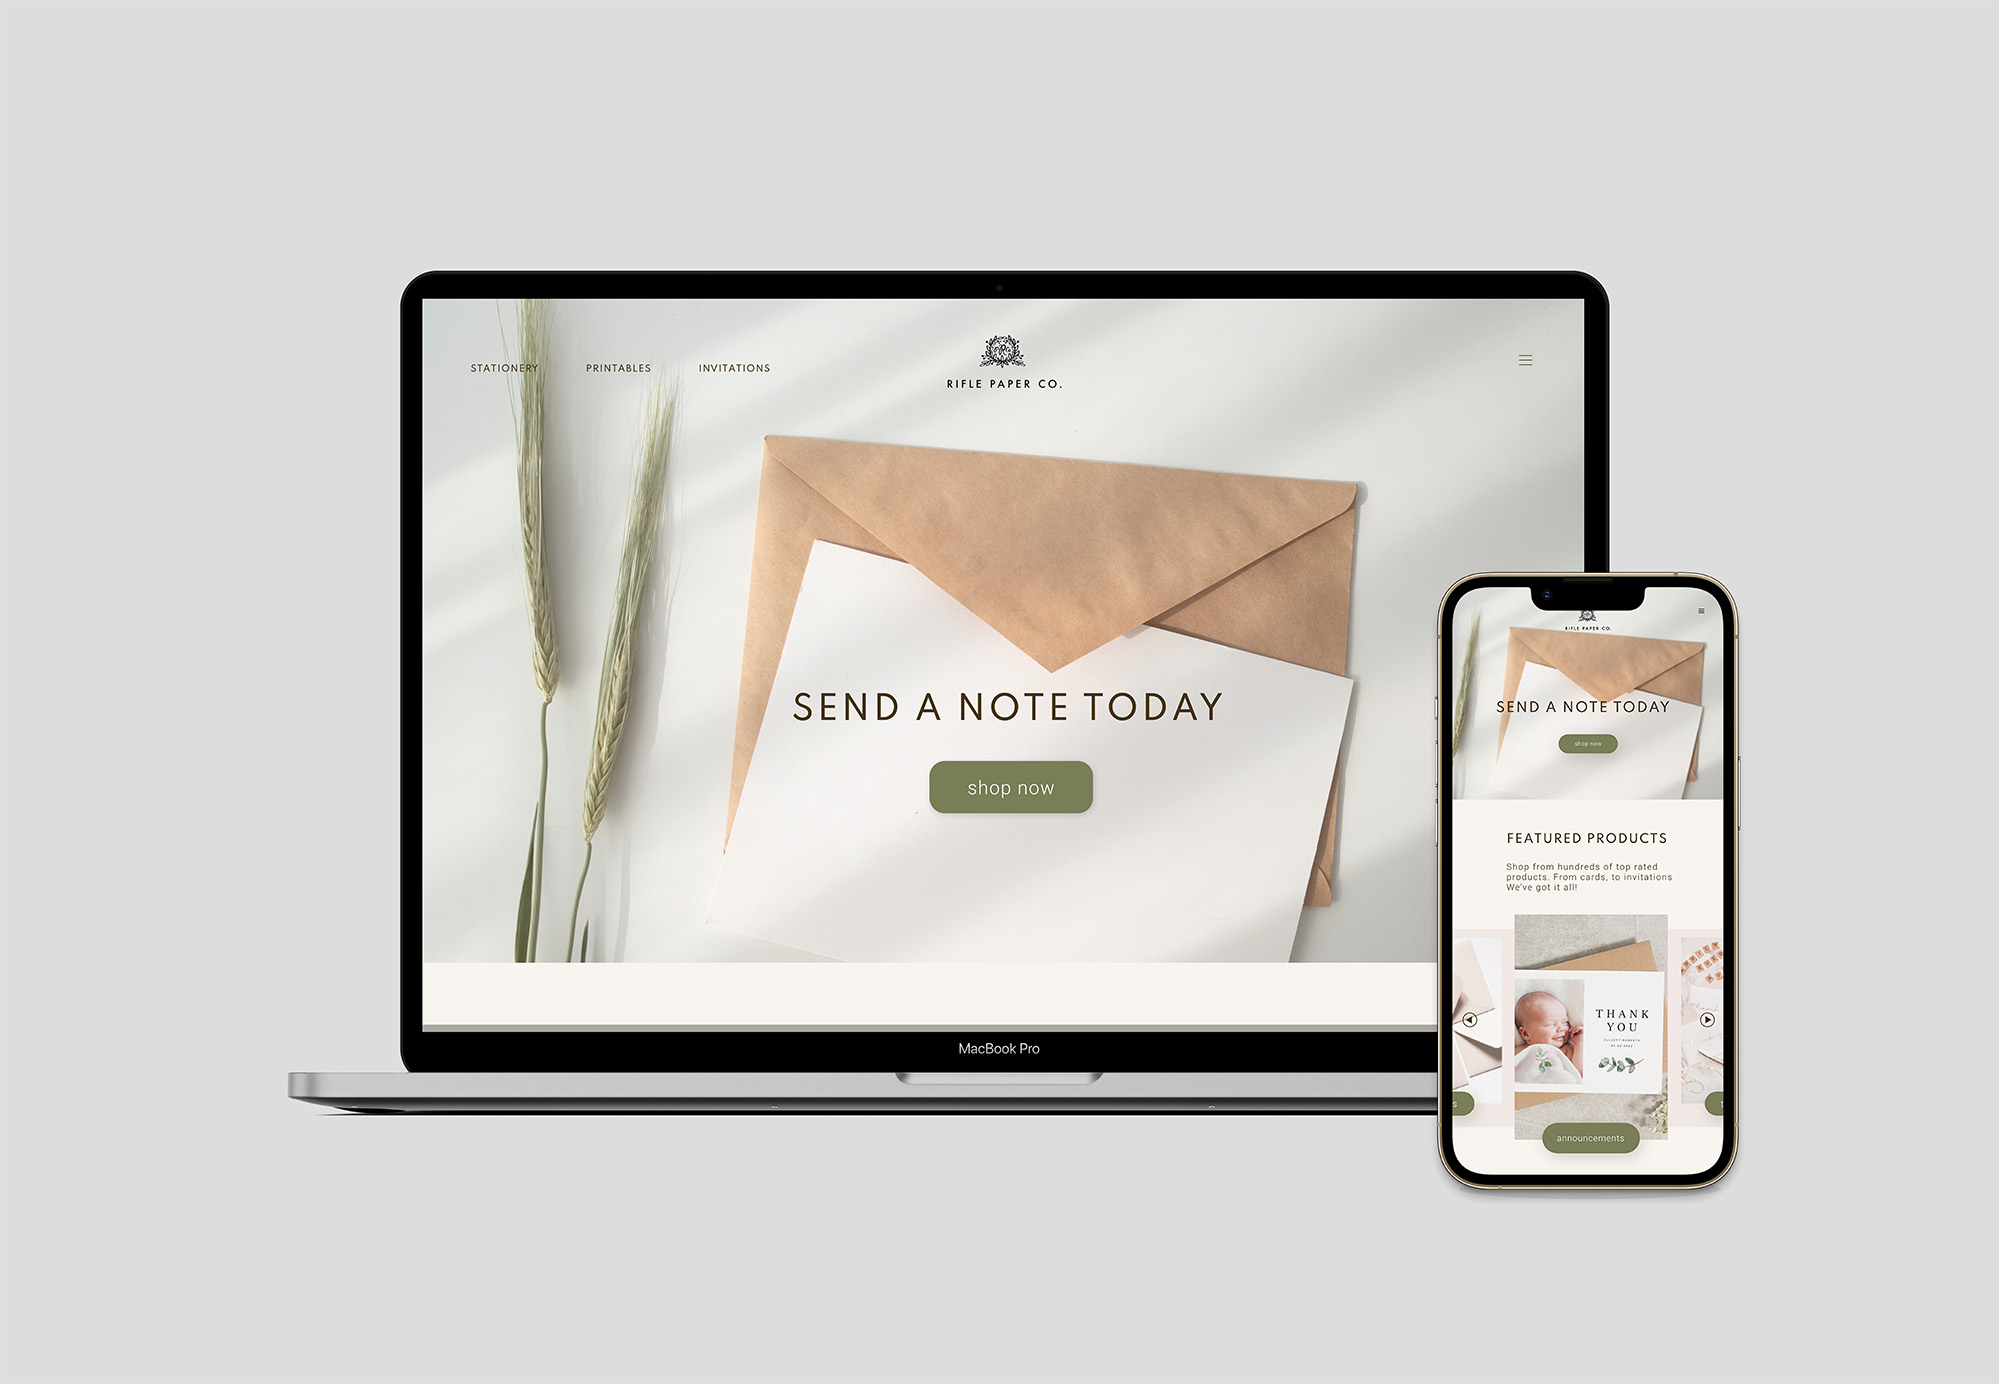 STATIONERY PRINTABLES INVITATIONS
RIFLE PAPER CO.
SEND A NOTE TODAY
shop now
MacBook Pro
RIFLE PAPER CO.
SEND A NOTE TODAY
shop now
FEATURED PRODUCTS
Shop from hundreds of top rated
products. From cards, to invitations
We've got it all!
THANK
YOU
announcements